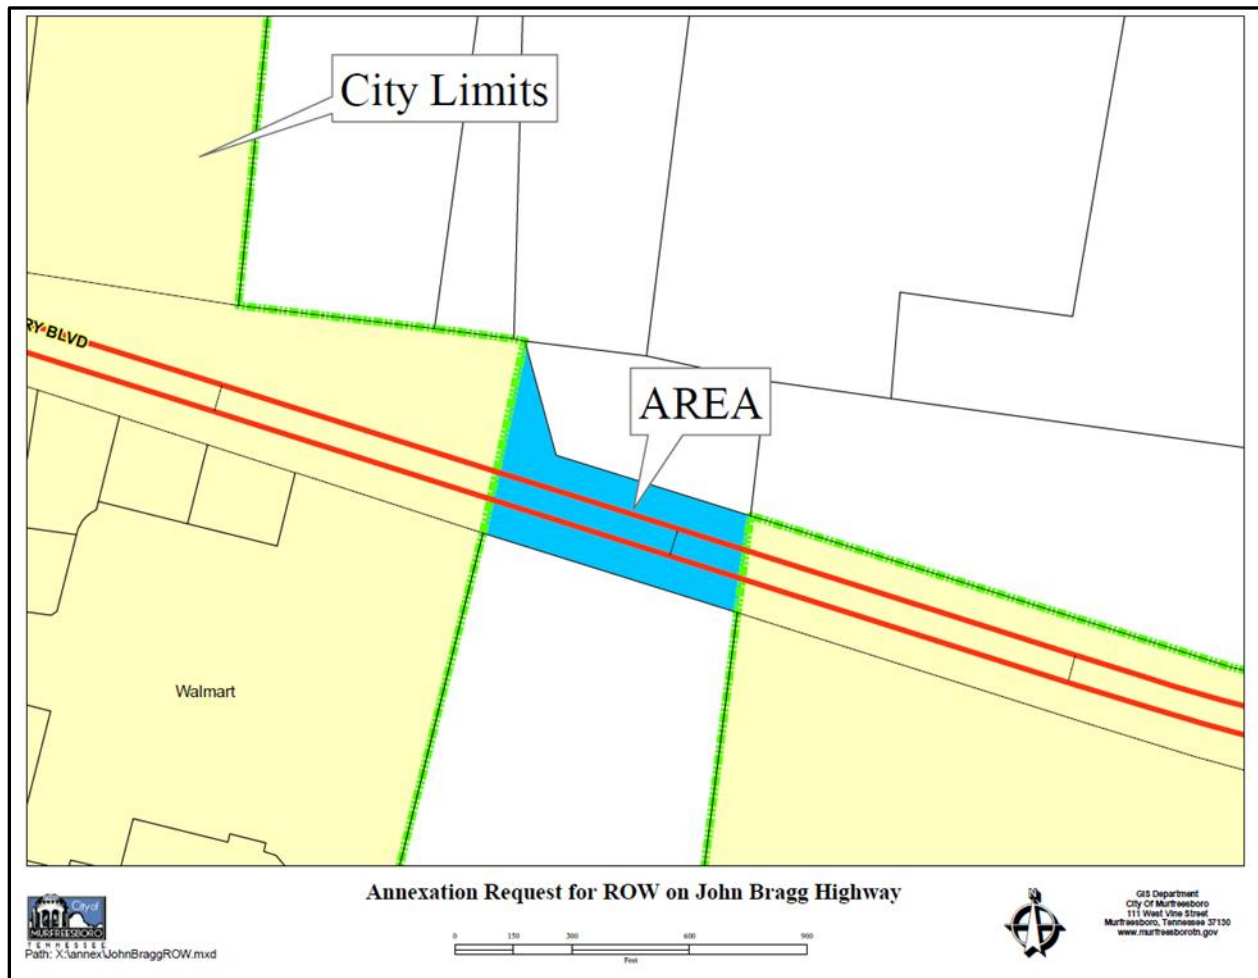 City Limits
RY BLVD
AREA
Walmart
Annexation Request for ROW on John Bragg Highway
City of
MURFREESBORO
TENNESSEE
Path: X:\annex\JohnBraggROW.mxd
0 150 300 600 900
Feet
GIS Department
City Of Murfreesboro
111 West Vine Street
Murfreesboro, Tennessee 37130
www.murfreesborotn.gov